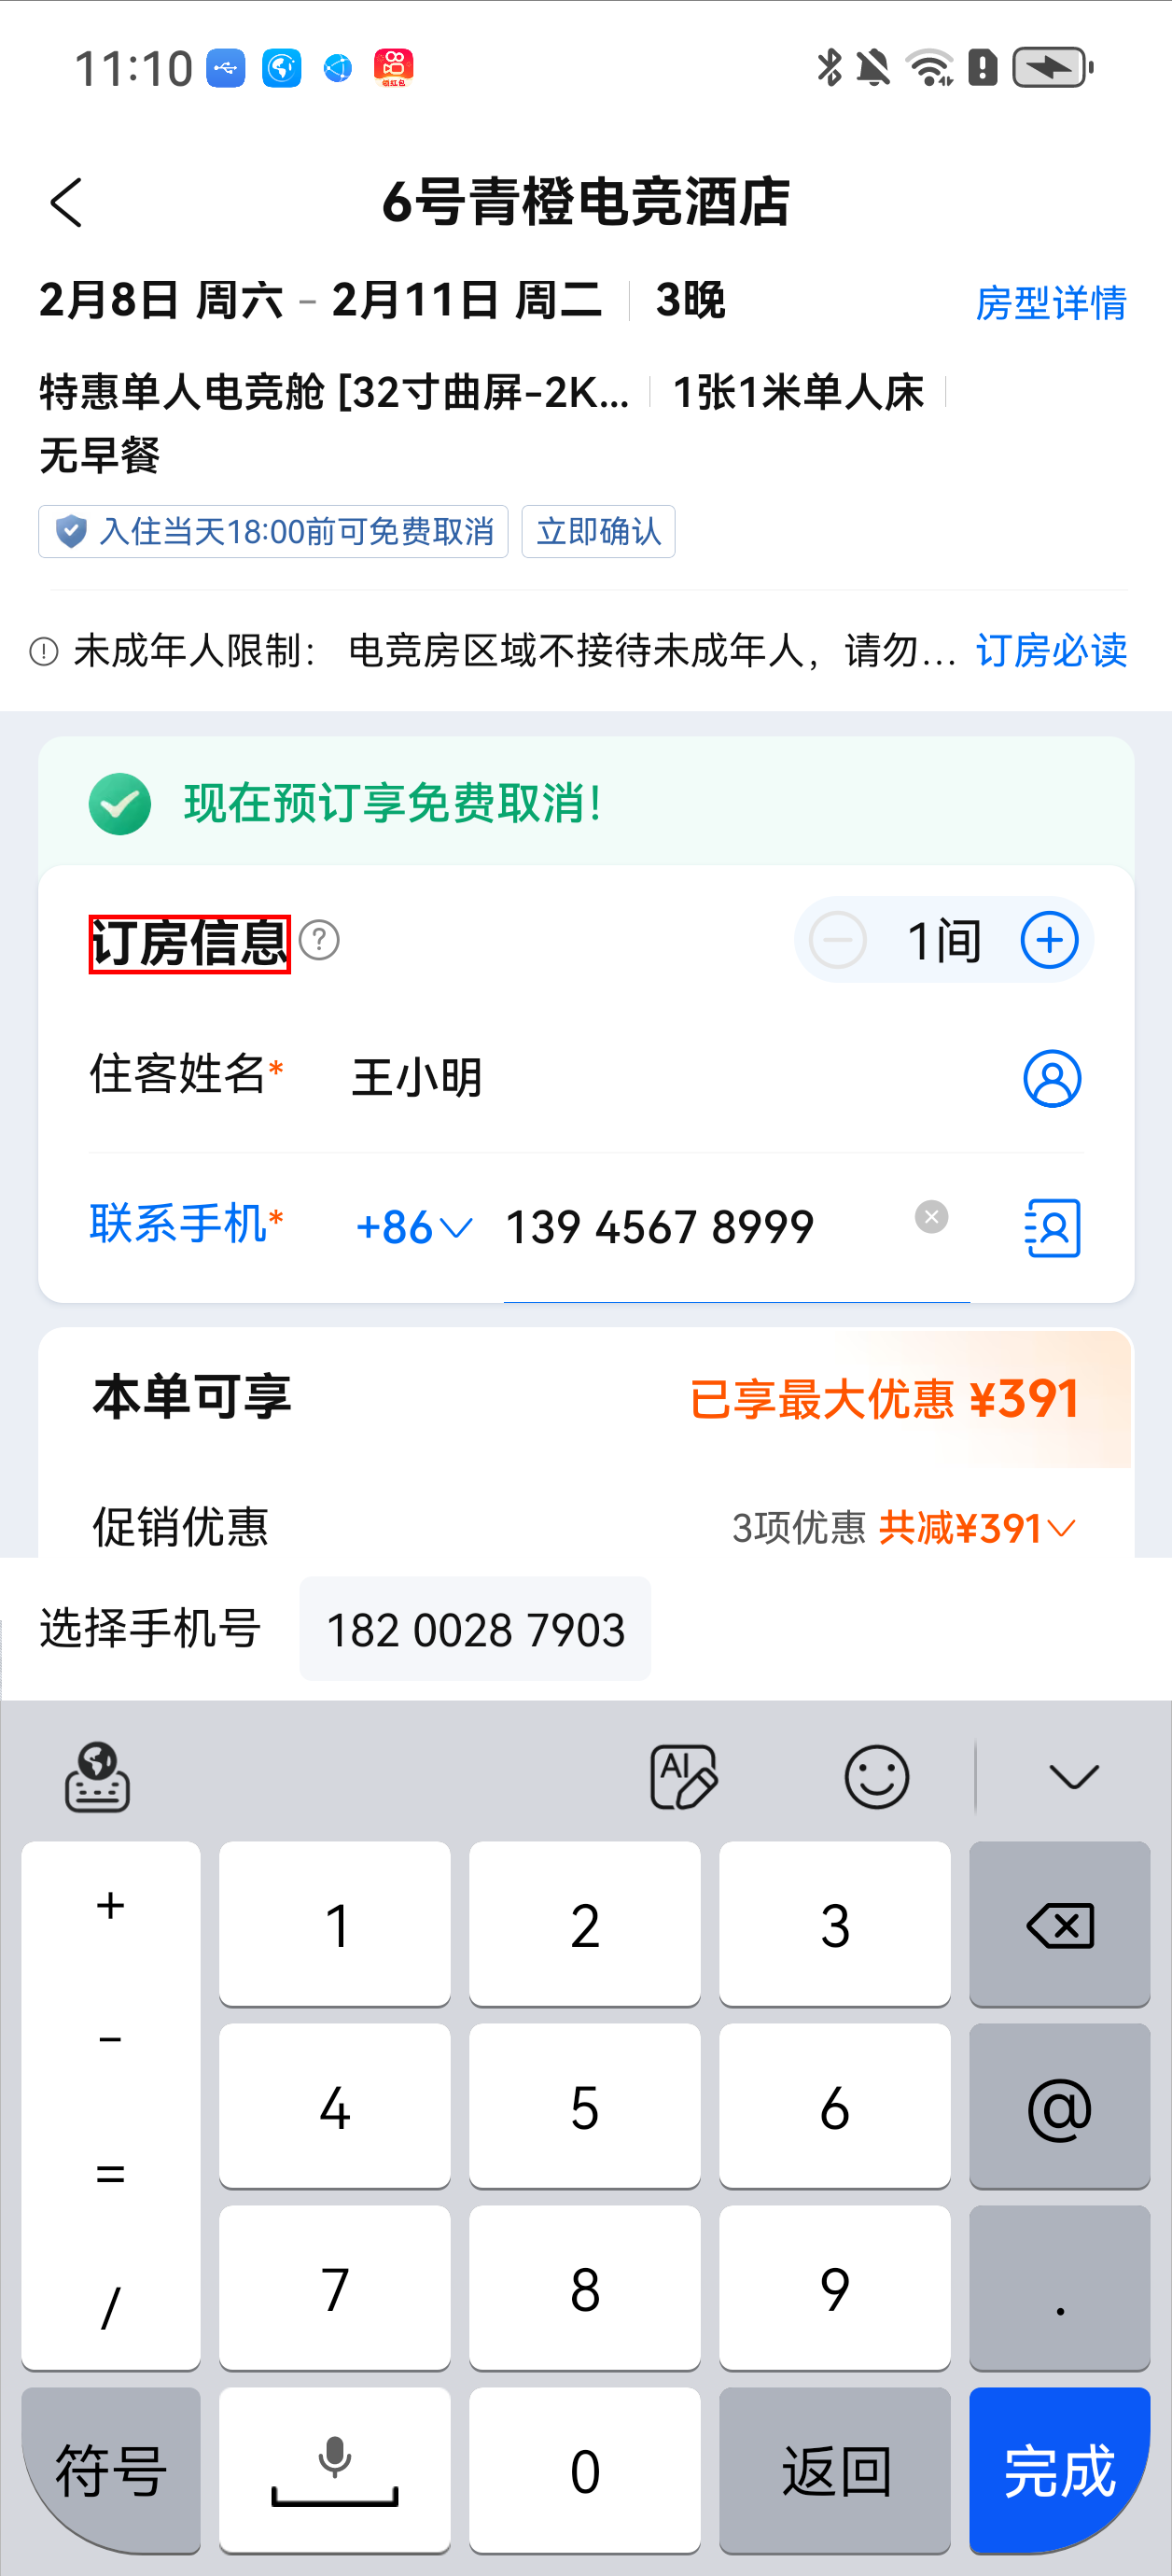 11:10
领红包
6号青橙电竞酒店
2月8日 周六 - 2月11日 周二 3晚 房型详情
特惠单人电竞舱 [32寸曲屏-2K... 1张1米单人床
无早餐
入住当天18:00前可免费取消 立即确认
未成年人限制： 电竞房区域不接待未成年人，请勿... 订房必读
现在预订享免费取消！
订房信息 ? 1间
住客姓名* 王小明
联系手机* +86 139 4567 8999
本单可享 已享最大优惠 ¥391
促销优惠 3项优惠 共减¥391
选择手机号 182 0028 7903
AI
+ 1 2 3
- 4 5 6 @
= 7 8 9 .
/
符号 0 返回 完成